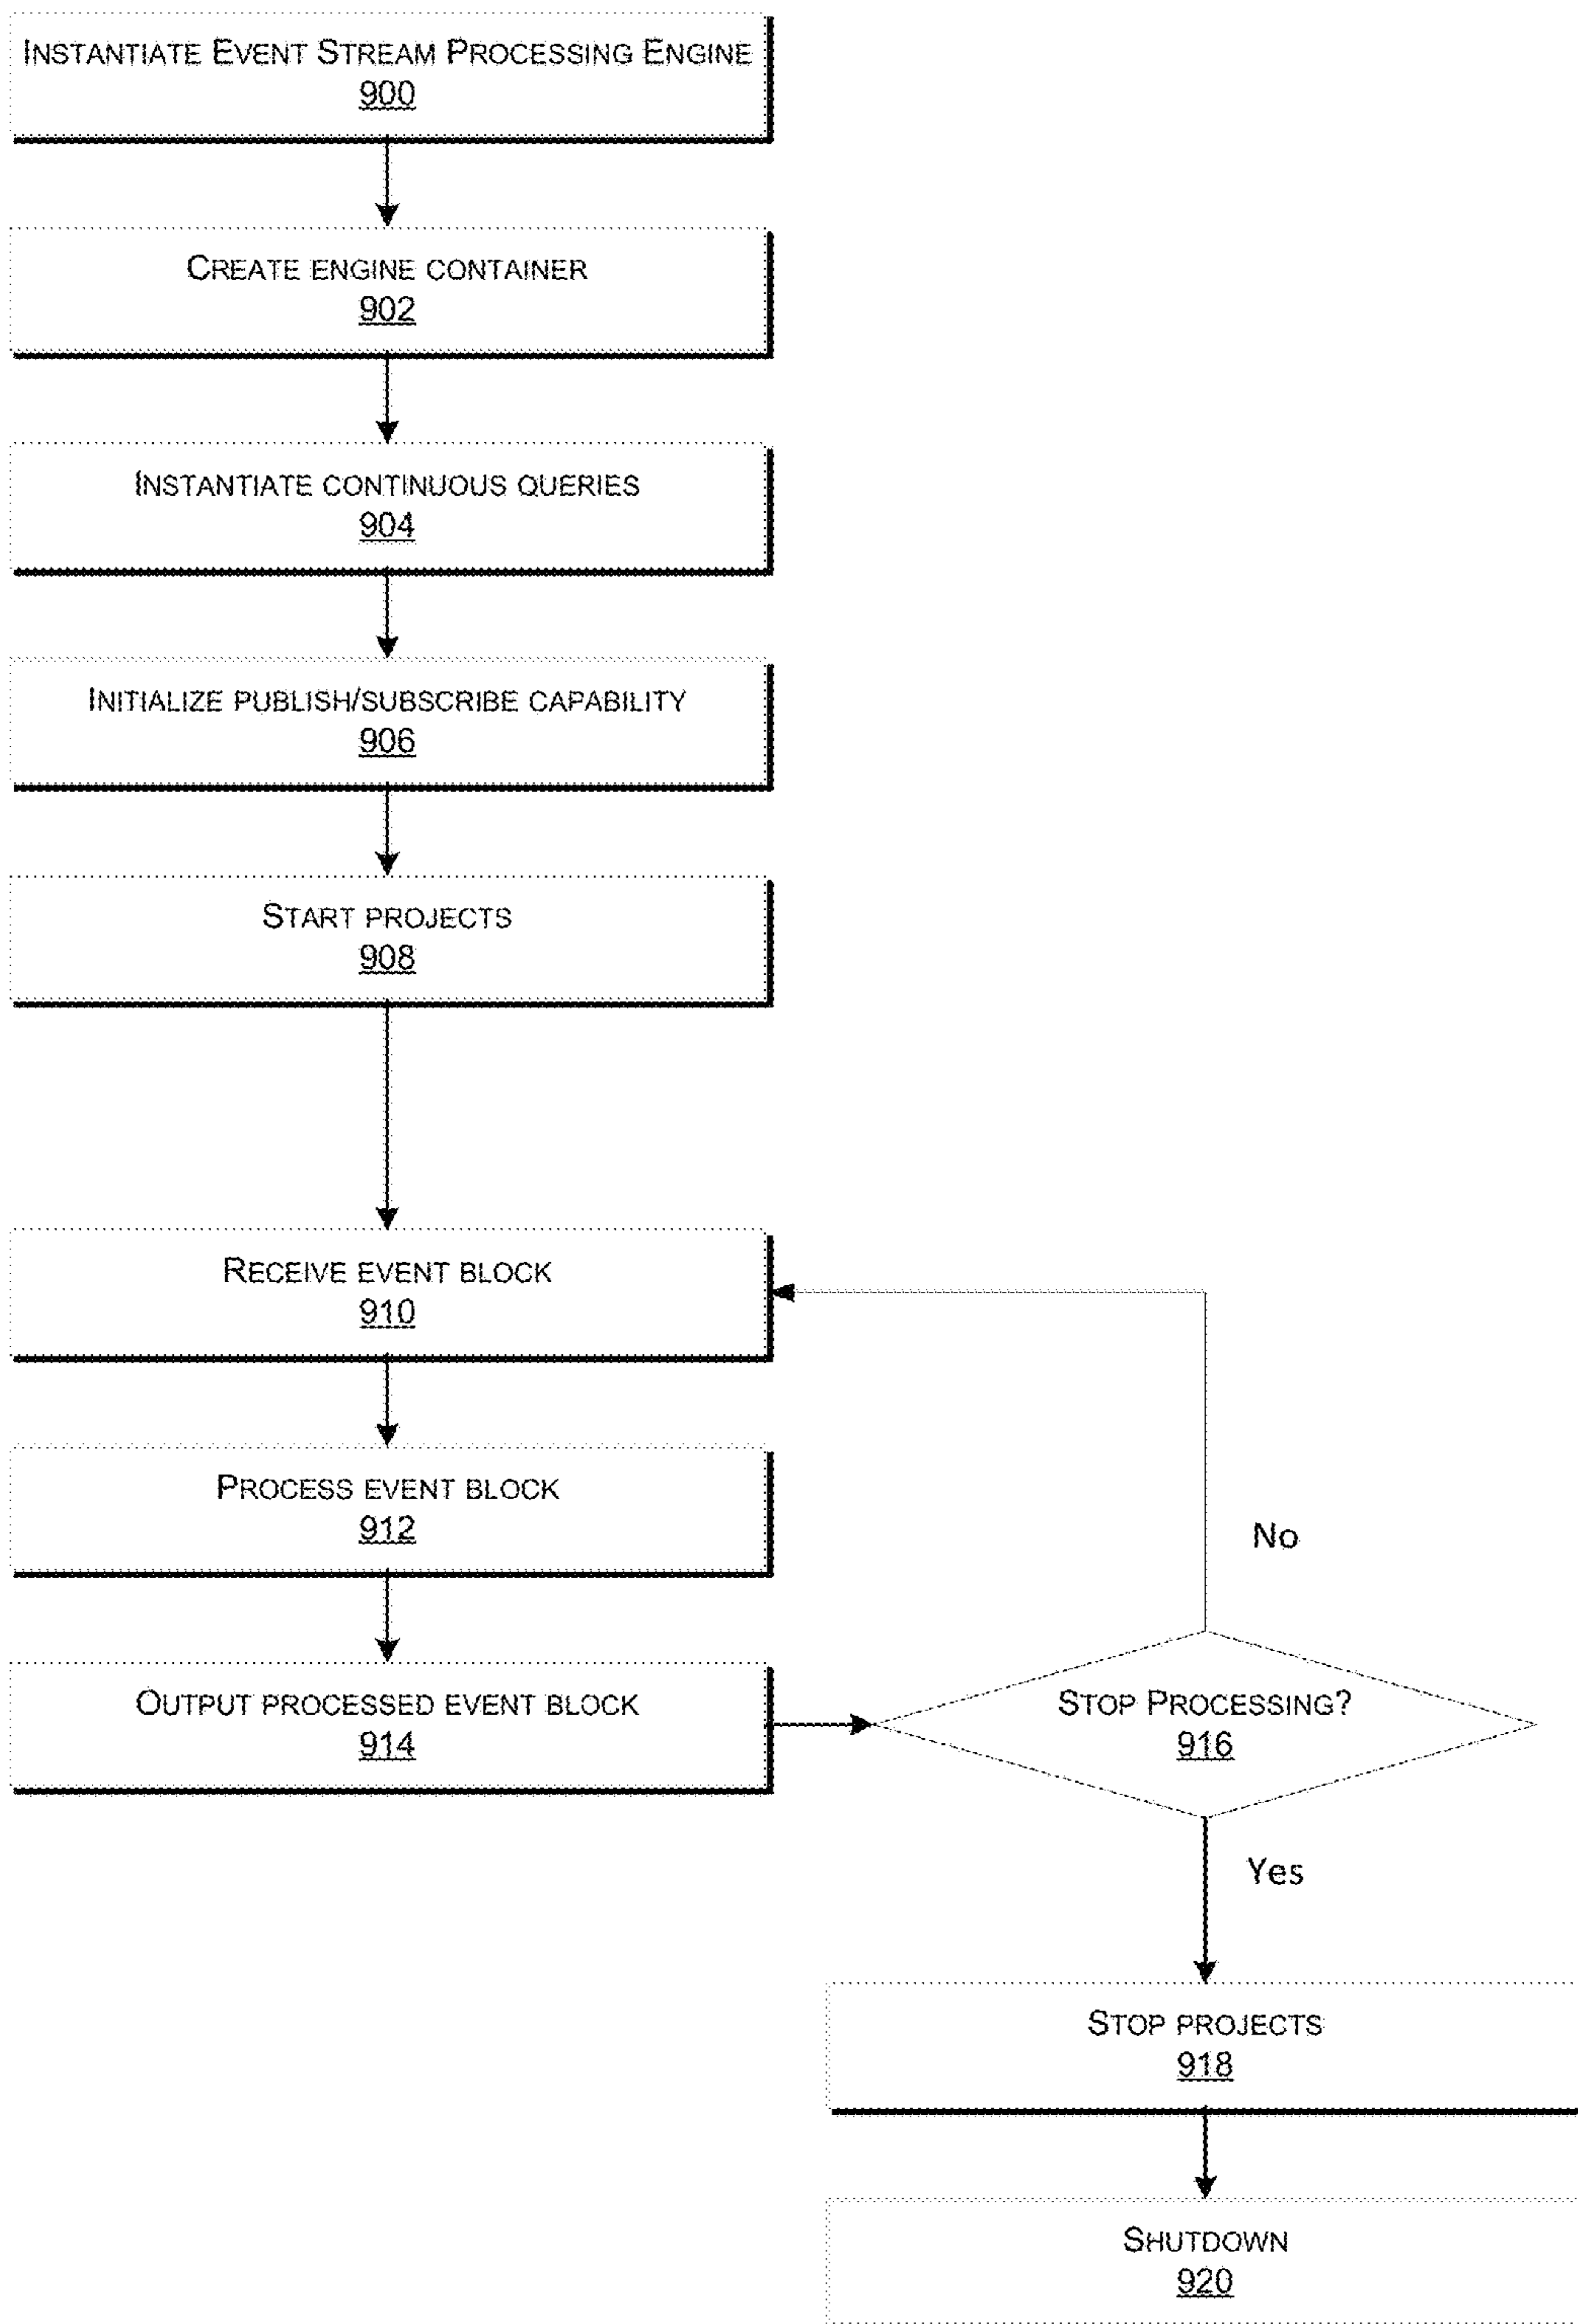 INSTANTIATE EVENT STREAM PROCESSING ENGINE
900
CREATE ENGINE CONTAINER
902
INSTANTIATE CONTINUOUS QUERIES
904
INITIALIZE PUBLISH/SUBSCRIBE CAPABILITY
906
START PROJECTS
908
RECEIVE EVENT BLOCK
910
PROCESS EVENT BLOCK
912
No
OUTPUT PROCESSED EVENT BLOCK
914
STOP PROCESSING?
916
Yes
STOP PROJECTS
918
SHUTDOWN
920